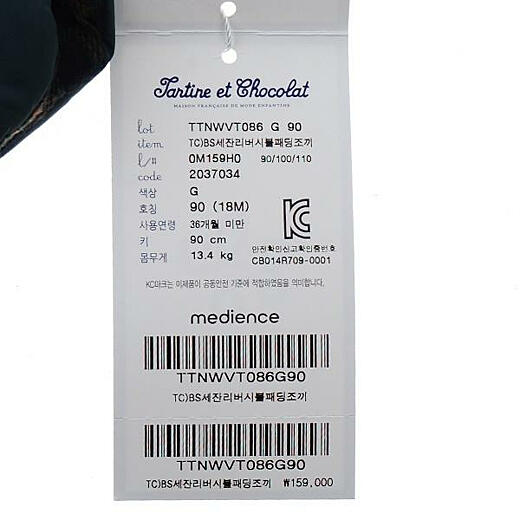 Tartine et Chocolat
MAISON FRANÇAISE DE MODE ENFANTINE
lot TTNWVT086 G 90
item TC)BS세잔리버시블패딩조끼
l/# 0M159H0 90/100/110
code 2037034
색상 G
호칭 90 (18M)
사용연령 36개월 미만
키 90 cm
몸무게 13.4 kg
안전확인신고확인증번호
CB014R709-0001
KC마크는 이제품이 공동안전 기준에 적합하였음을 의미합니다.
medience
TTNWVT086G90
TC)BS세잔리버시블패딩조끼
TTNWVT086G90
TC)BS세잔리버시블패딩조끼 ₩159,000